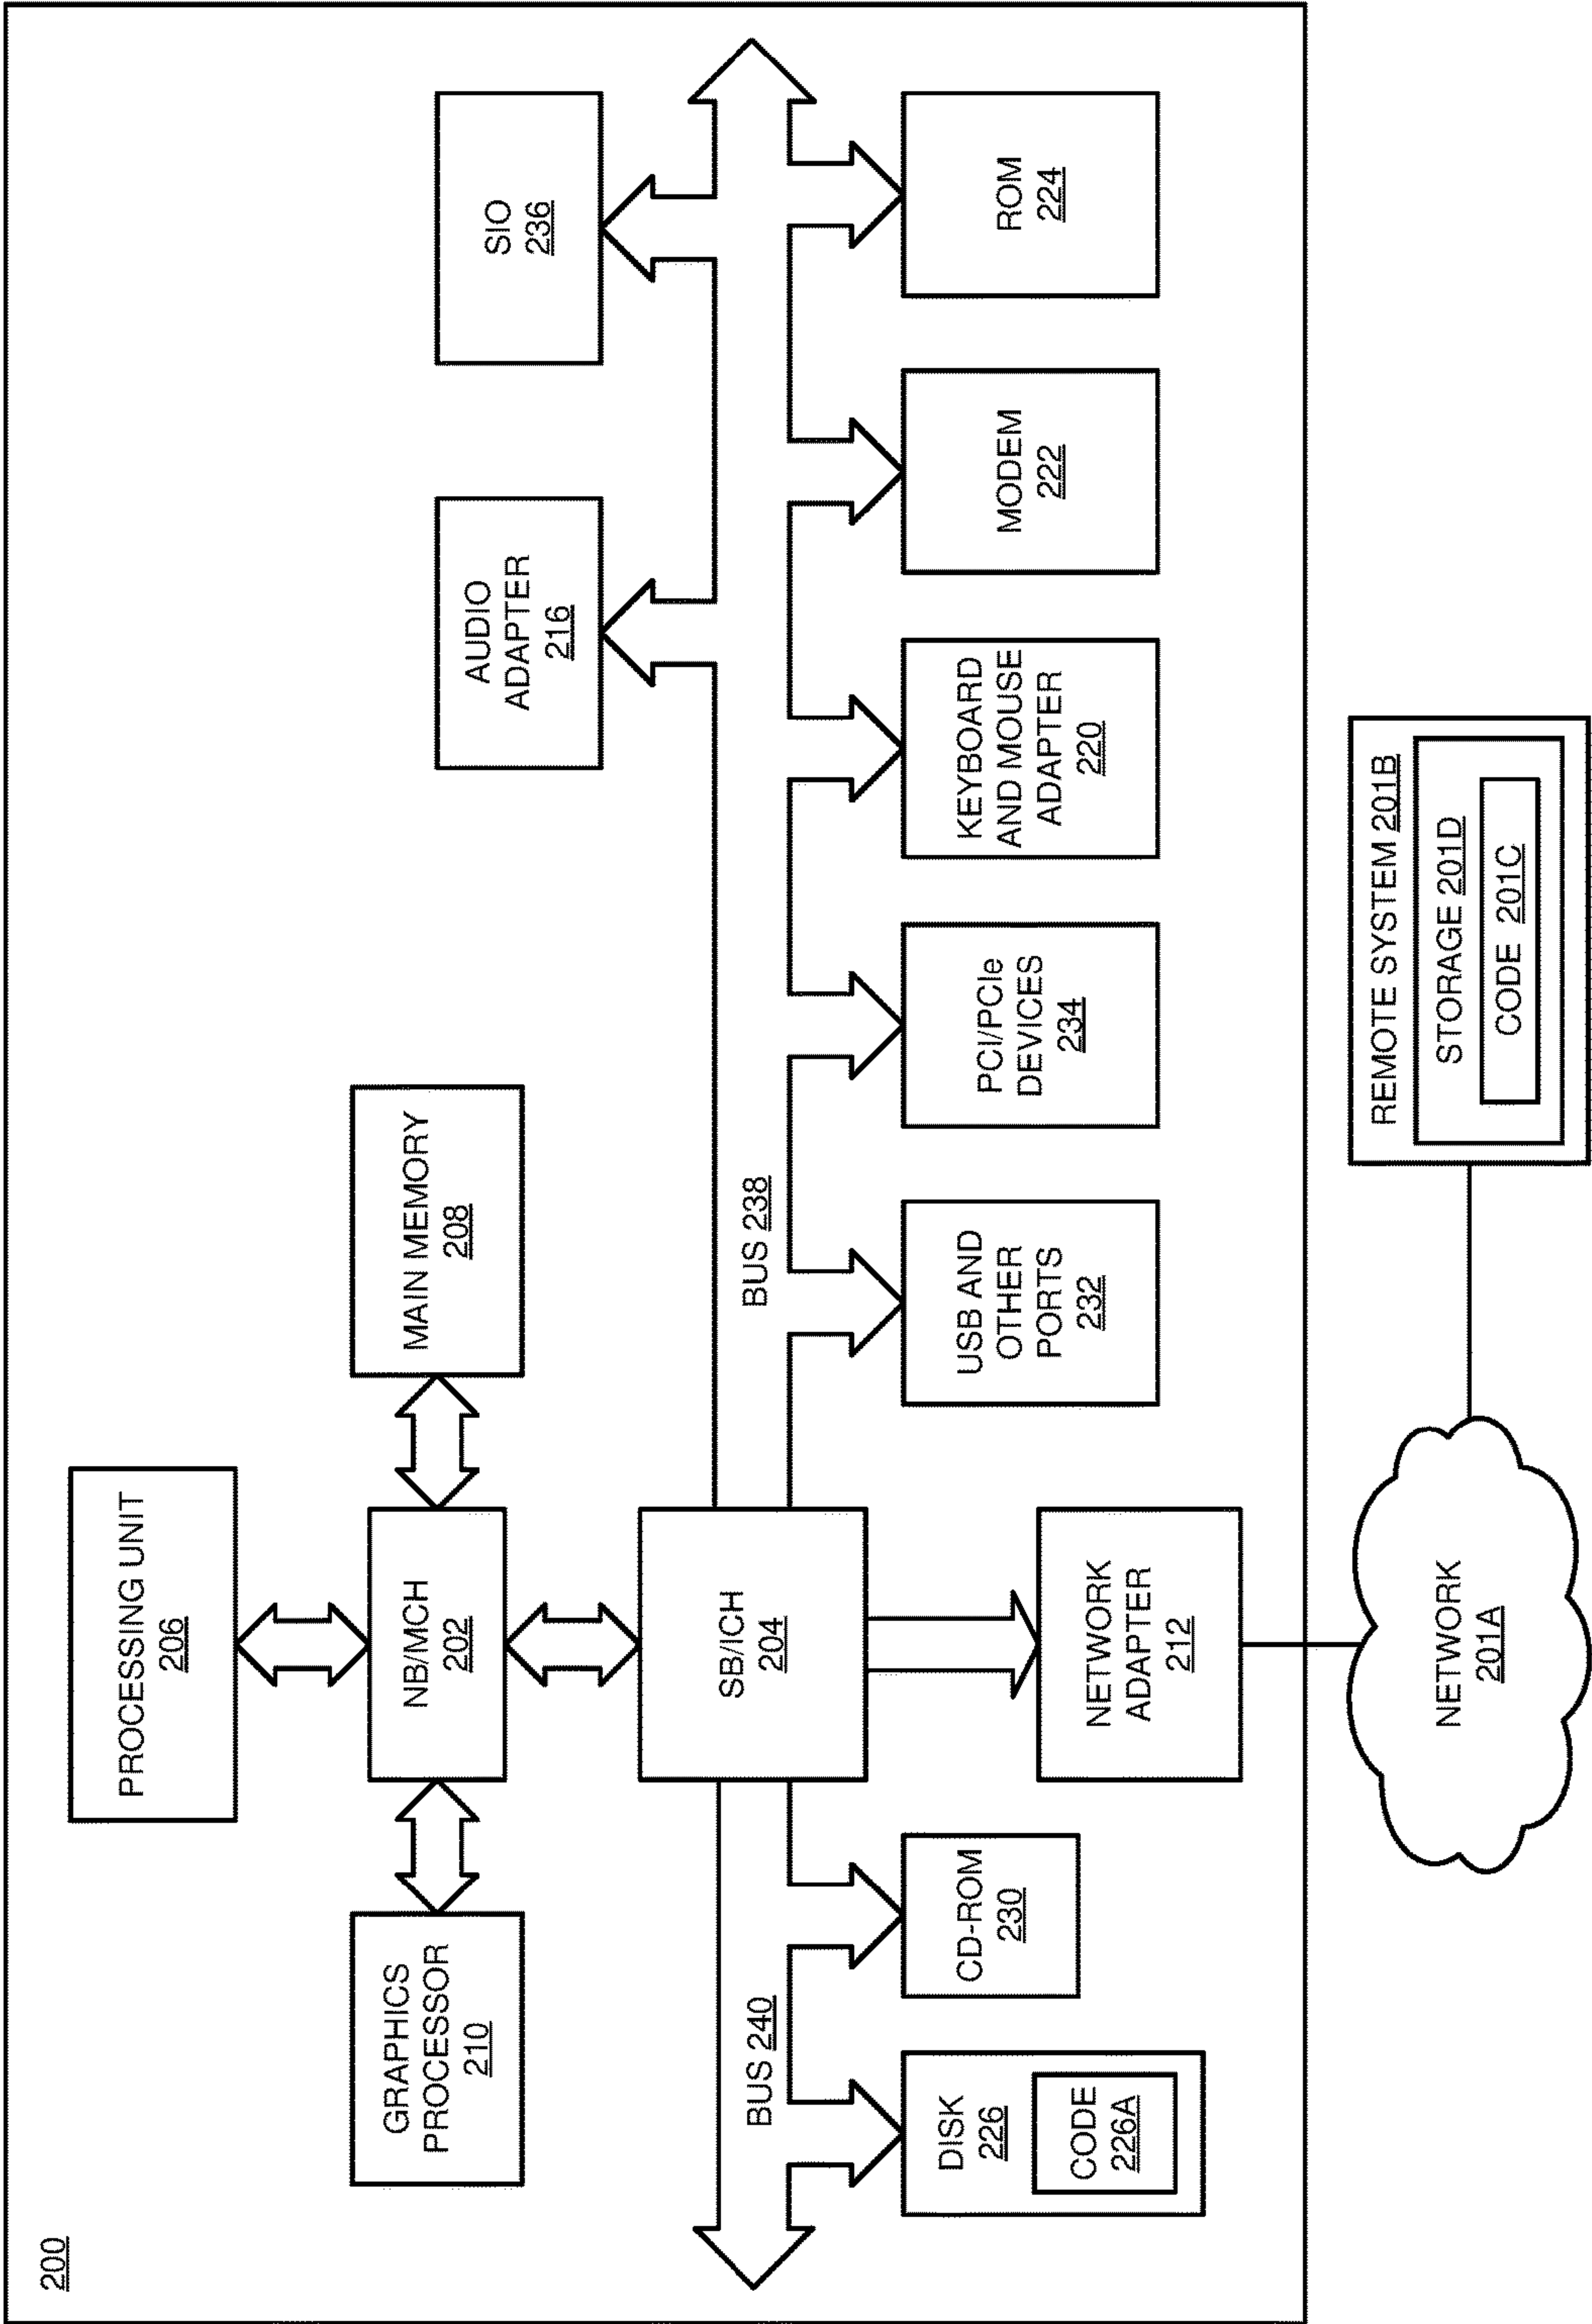 200
PROCESSING UNIT
206
GRAPHICS
PROCESSOR
210
NB/MCH
202
MAIN MEMORY
208
AUDIO
ADAPTER
216
SIO
236
SB/ICH
204
BUS 240
BUS 238
DISK
226
CODE
226A
CD-ROM
230
NETWORK
ADAPTER
212
USB AND
OTHER
PORTS
232
PCI/PCIe
DEVICES
234
KEYBOARD
AND MOUSE
ADAPTER
220
MODEM
222
ROM
224
NETWORK
201A
REMOTE SYSTEM 201B
STORAGE 201D
CODE 201C